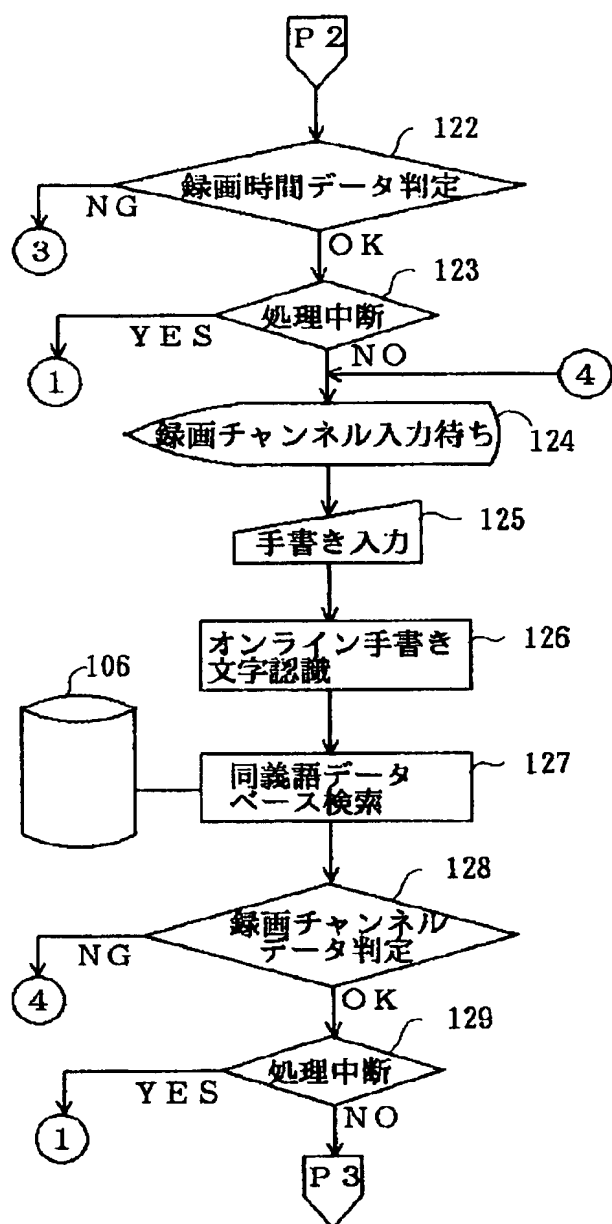 P2
122
録画時間データ判定
NG
3
OK
123
処理中断
YES
1
NO
4
録画チャンネル入力待ち
124
125
手書き入力
オンライン手書き
文字認識
126
106
同義語データ
ベース検索
127
128
録画チャンネル
データ判定
NG
4
OK
129
処理中断
YES
1
NO
P3